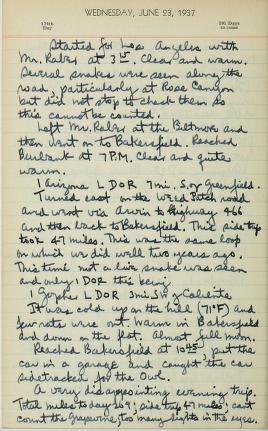 WEDNESDAY, JUNE 23, 1937
174th Day
191 Days to come
Started for Los Angeles with
Mr. at 3 15. Clear and warm.
Several snakes were seen along the
road, particularly at Rose Canyon
but did not stop to check them so
this cannot be counted.
Left Mr. at the Biltmore and
then went on to Bakersfield. Reached
Burbank at 7 P.M. Clear and quite
warm.
1 Arizona L DOR 7mi. S. of Greenfield.
Turned east on the Weed Patch road
and went via Arvin to Highway 466
and then back to Bakersfield. This side trip
took 47 miles. This was the same loop
on which we did well two years ago.
This time not a live snake was seen
and only 1 DOR this being
1 Gopher L DOR 3mi SW of Caliente
It was cold up on the hill (71°F) and
few rats were out. Warm in Bakersfield
and down on the flat. Almost full moon.
Reached Bakersfield at 10 45, put the
car in a garage and caught the car
sidetracked for the Owl.
A very disappointing evening trip.
Total miles today; side trip 47 miles; can't
count the Grapevine, too many lights in the eyes.